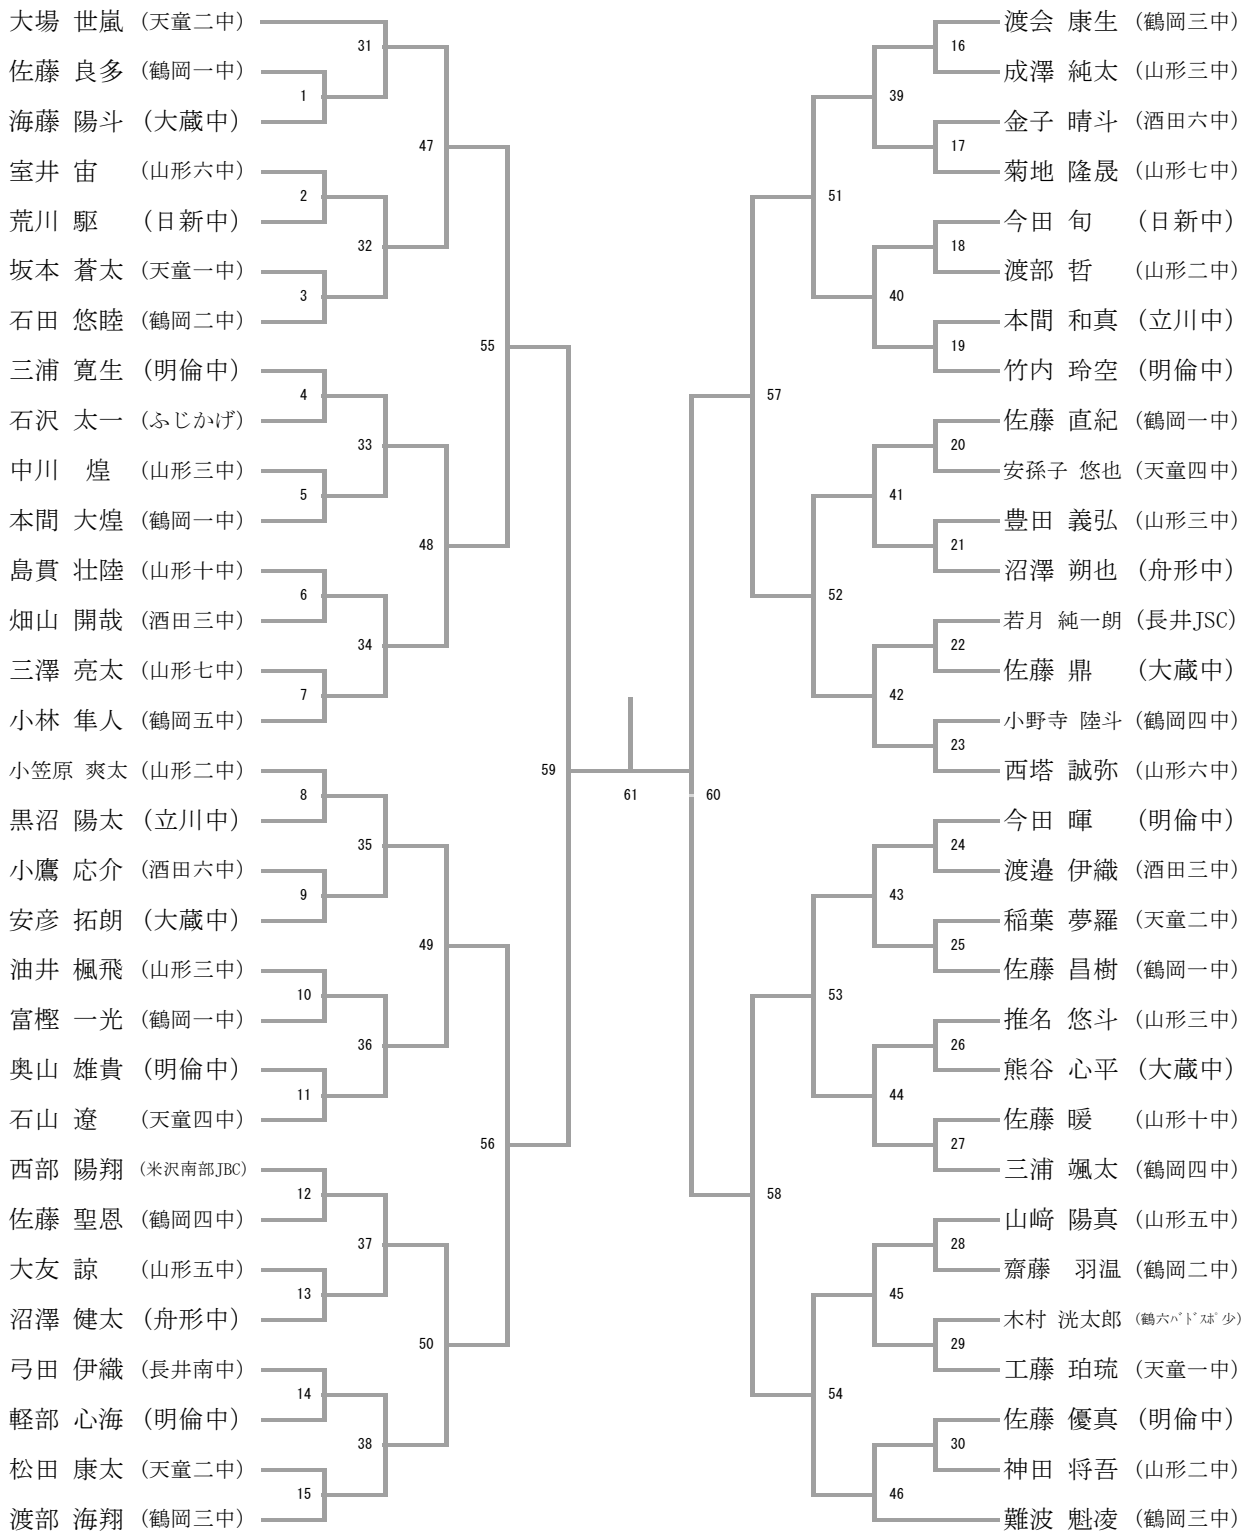 大場 世嵐 (天童二中)
佐藤 良多 (鶴岡一中)
海藤 陽斗 (大蔵中)
室井 宙 (山形六中)
荒川 駆 (日新中)
坂本 蒼太 (天童一中)
石田 悠睦 (鶴岡二中)
三浦 寛生 (明倫中)
石沢 太一 (ふじかげ)
中川 煌 (山形三中)
本間 大煌 (鶴岡一中)
島貫 壮陸 (山形十中)
畑山 開哉 (酒田三中)
三澤 亮太 (山形七中)
小林 隼人 (鶴岡五中)
小笠原 爽太 (山形二中)
黒沼 陽太 (立川中)
小鷹 応介 (酒田六中)
安彦 拓朗 (大蔵中)
油井 楓飛 (山形三中)
富樫 一光 (鶴岡一中)
奥山 雄貴 (明倫中)
石山 遼 (天童四中)
西部 陽翔 (米沢南部JBC)
佐藤 聖恩 (鶴岡四中)
大友 諒 (山形五中)
沼澤 健太 (舟形中)
弓田 伊織 (長井南中)
軽部 心海 (明倫中)
松田 康太 (天童二中)
渡部 海翔 (鶴岡三中)
1
2
3
4
5
6
7
8
9
10
11
12
13
14
15
31
32
33
34
35
36
37
38
47
48
49
50
55
56
59
61
60
57
58
51
52
53
54
39
40
41
42
43
44
45
46
16
17
18
19
20
21
22
23
24
25
26
27
28
29
30
渡会 康生 (鶴岡三中)
成澤 純太 (山形三中)
金子 晴斗 (酒田六中)
菊地 隆晟 (山形七中)
今田 旬 (日新中)
渡部 哲 (山形二中)
本間 和真 (立川中)
竹内 玲空 (明倫中)
佐藤 直紀 (鶴岡一中)
安孫子 悠也 (天童四中)
豊田 義弘 (山形三中)
沼澤 朔也 (舟形中)
若月 純一朗 (長井JSC)
佐藤 鼎 (大蔵中)
小野寺 陸斗 (鶴岡四中)
西塔 誠弥 (山形六中)
今田 暉 (明倫中)
渡邉 伊織 (酒田三中)
稲葉 夢羅 (天童二中)
佐藤 昌樹 (鶴岡一中)
推名 悠斗 (山形三中)
熊谷 心平 (大蔵中)
佐藤 暖 (山形十中)
三浦 颯太 (鶴岡四中)
山﨑 陽真 (山形五中)
齋藤 羽温 (鶴岡二中)
木村 洸太郎 (鶴六ﾊﾞﾄﾞｽﾎﾟ少)
工藤 珀琉 (天童一中)
佐藤 優真 (明倫中)
神田 将吾 (山形二中)
難波 魁凌 (鶴岡三中)